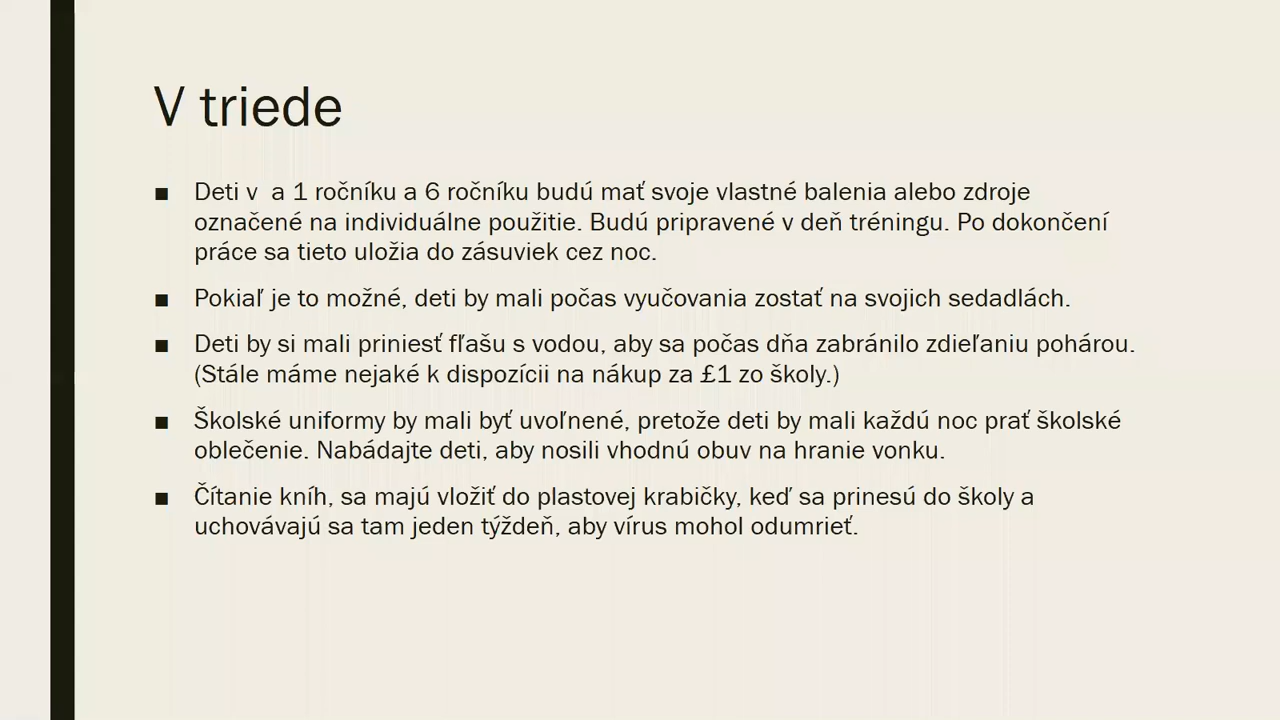 V triede
▪ Deti v  a 1 ročníku a 6 ročníku budú mať svoje vlastné balenia alebo zdroje
označené na individuálne použitie. Budú pripravené v deň tréningu. Po dokončení
práce sa tieto uložia do zásuviek cez noc.
▪ Pokiaľ je to možné, deti by mali počas vyučovania zostať na svojich sedadlách.
▪ Deti by si mali priniesť fľašu s vodou, aby sa počas dňa zabránilo zdieľaniu pohárou.
(Stále máme nejaké k dispozícii na nákup za £1 zo školy.)
▪ Školské uniformy by mali byť uvoľnené, pretože deti by mali každú noc prať školské
oblečenie. Nabádajte deti, aby nosili vhodnú obuv na hranie vonku.
▪ Čítanie kníh, sa majú vložiť do plastovej krabičky, keď sa prinesú do školy a
uchovávajú sa tam jeden týždeň, aby vírus mohol odumrieť.